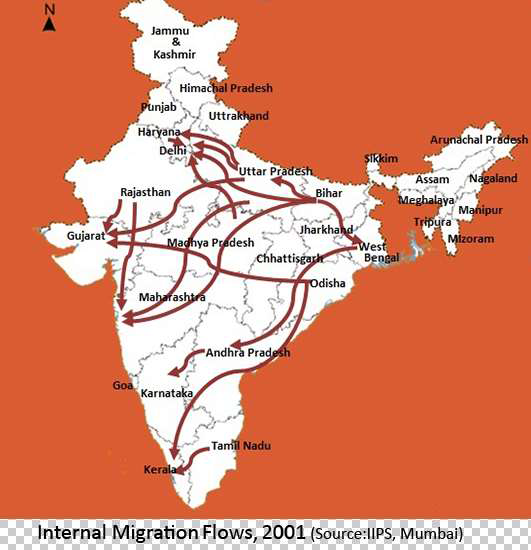 N
Jammu
&
Kashmir
Himachal Pradesh
Punjab
Uttrakhand
Haryana
Delhi
Arunachal Pradesh
Sikkim
Uttar Pradesh
Assam
Nagaland
Rajasthan
Bihar
Meghalaya
Manipur
Tripura
Gujarat
Jharkhand
Mizoram
Madhya Pradesh
West
Bengal
Chhattisgarh
Odisha
Maharashtra
Andhra Pradesh
Goa
Karnataka
Tamil Nadu
Kerala
Internal Migration Flows, 2001 (Source:IIPS, Mumbai)